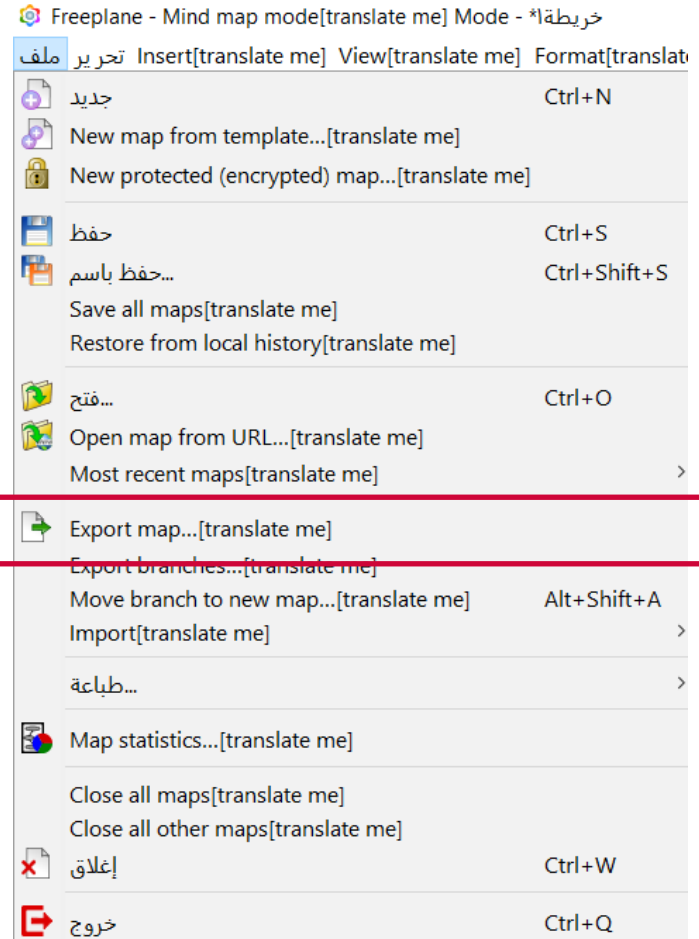 Freeplane - Mind map mode[translate me] Mode - *خريطة١
ملف تحرير Insert[translate me] View[translate me] Format[translat
جديد Ctrl+N
New map from template...[translate me]
New protected (encrypted) map...[translate me]
حفظ Ctrl+S
حفظ باسم... Ctrl+Shift+S
Save all maps[translate me]
Restore from local history[translate me]
فتح... Ctrl+O
Open map from URL...[translate me]
Most recent maps[translate me]
Export map...[translate me]
Export branches...[translate me]
Move branch to new map...[translate me] Alt+Shift+A
Import[translate me]
طباعة...
Map statistics...[translate me]
Close all maps[translate me]
Close all other maps[translate me]
إغلاق Ctrl+W
خروج Ctrl+Q